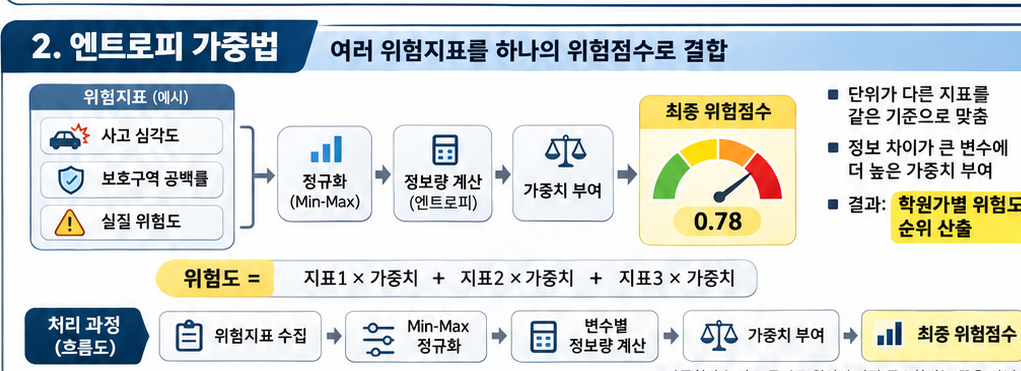 2. 엔트로피 가중법
여러 위험지표를 하나의 위험점수로 결합
위험지표 (예시)
사고 심각도
보호구역 공백률
실질 위험도
정규화
(Min-Max)
정보량 계산
(엔트로피)
가중치 부여
최종 위험점수
0.78
단위가 다른 지표를
같은 기준으로 맞춤
정보 차이가 큰 변수에
더 높은 가중치 부여
결과: 학원가별 위험도
순위 산출
위험도 = 지표1 × 가중치 + 지표2 × 가중치 + 지표3 × 가중치
처리 과정
(흐름도)
위험지표 수집
Min-Max
정규화
변수별
정보량 계산
가중치 부여
최종 위험점수